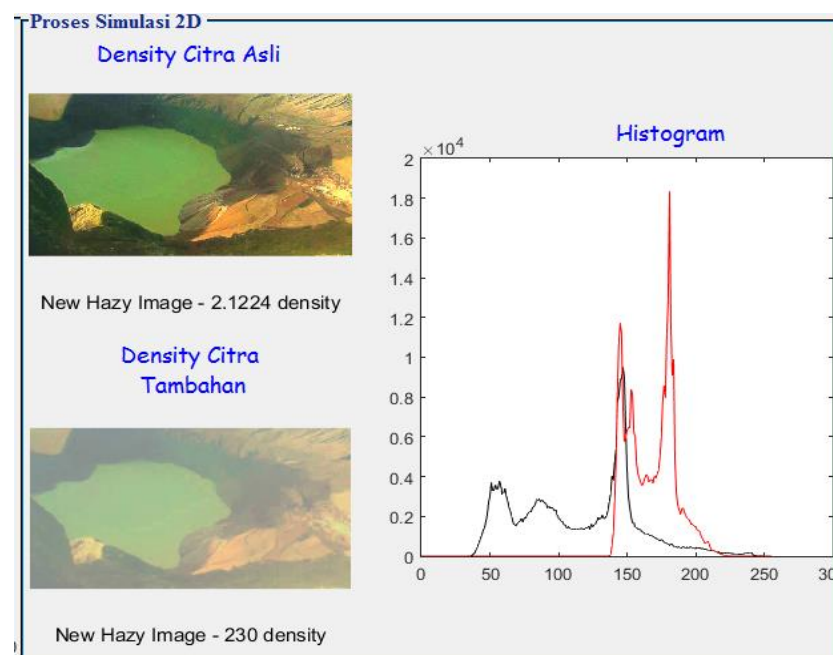 Proses Simulasi 2D
Density Citra Asli
New Hazy Image - 2.1224 density
Density Citra
Tambahan
New Hazy Image - 230 density
Histogram
×10⁴
2
1.8
1.6
1.4
1.2
1
0.8
0.6
0.4
0.2
0
0 50 100 150 200 250